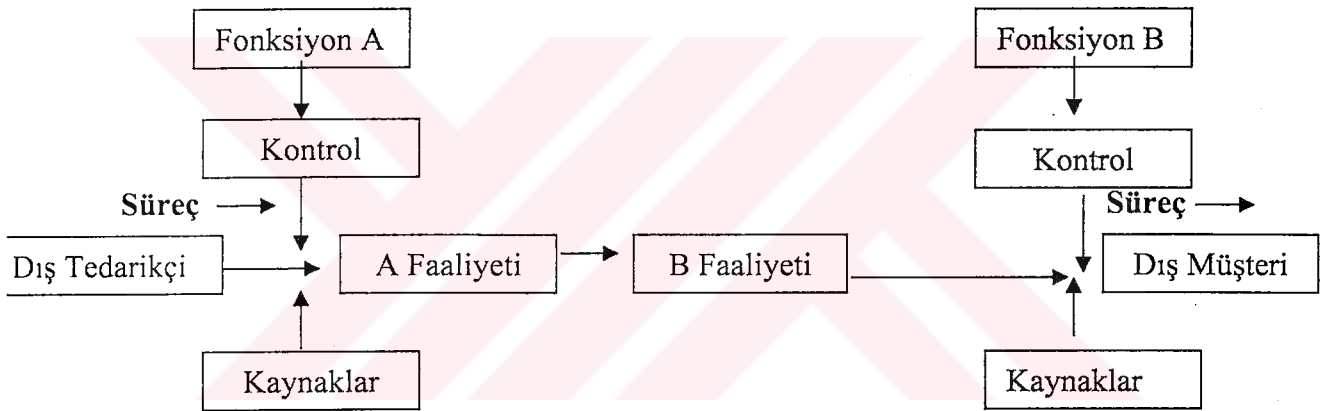 Fonksiyon A
Fonksiyon B
Kontrol
Kontrol
Süreç
Süreç
Dış Tedarikçi
A Faaliyeti
B Faaliyeti
Dış Müşteri
Kaynaklar
Kaynaklar